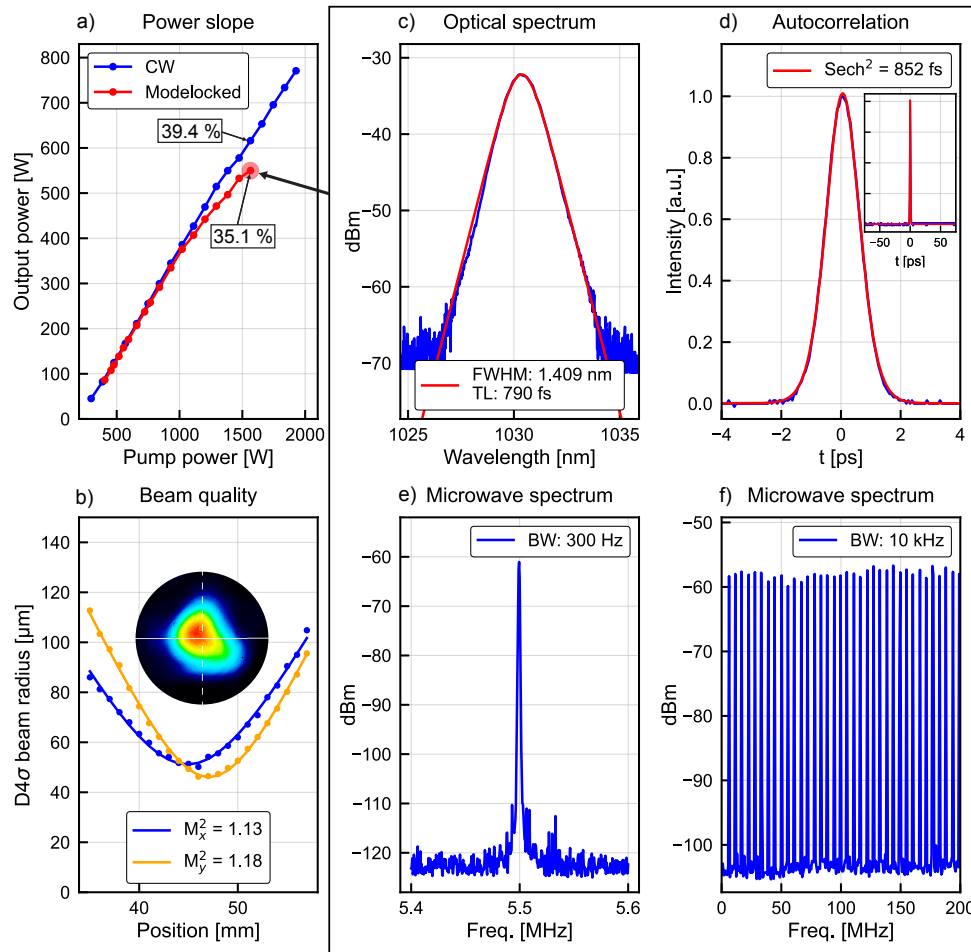 a) Power slope
800
700
600
500
400
300
200
100
0
Output power [W]
CW
Modelocked
39.4 %
35.1 %
500 1000 1500 2000
Pump power [W]
b) Beam quality
140
120
100
80
60
40
20
0
D4σ beam radius [µm]
M²ₓ = 1.13
M²ᵧ = 1.18
40 50
Position [mm]
c) Optical spectrum
−30
−40
−50
−60
−70
dBm
FWHM: 1.409 nm
TL: 790 fs
1025 1030 1035
Wavelength [nm]
d) Autocorrelation
1.0
0.8
0.6
0.4
0.2
0.0
Intensity [a.u.]
Sech² = 852 fs
−50 0 50
t [ps]
−4 −2 0 2 4
t [ps]
e) Microwave spectrum
BW: 300 Hz
−60
−70
−80
−90
−100
−110
−120
dBm
5.4 5.5 5.6
Freq. [MHz]
f) Microwave spectrum
BW: 10 kHz
−50
−60
−70
−80
−90
−100
dBm
0 50 100 150 200
Freq. [MHz]